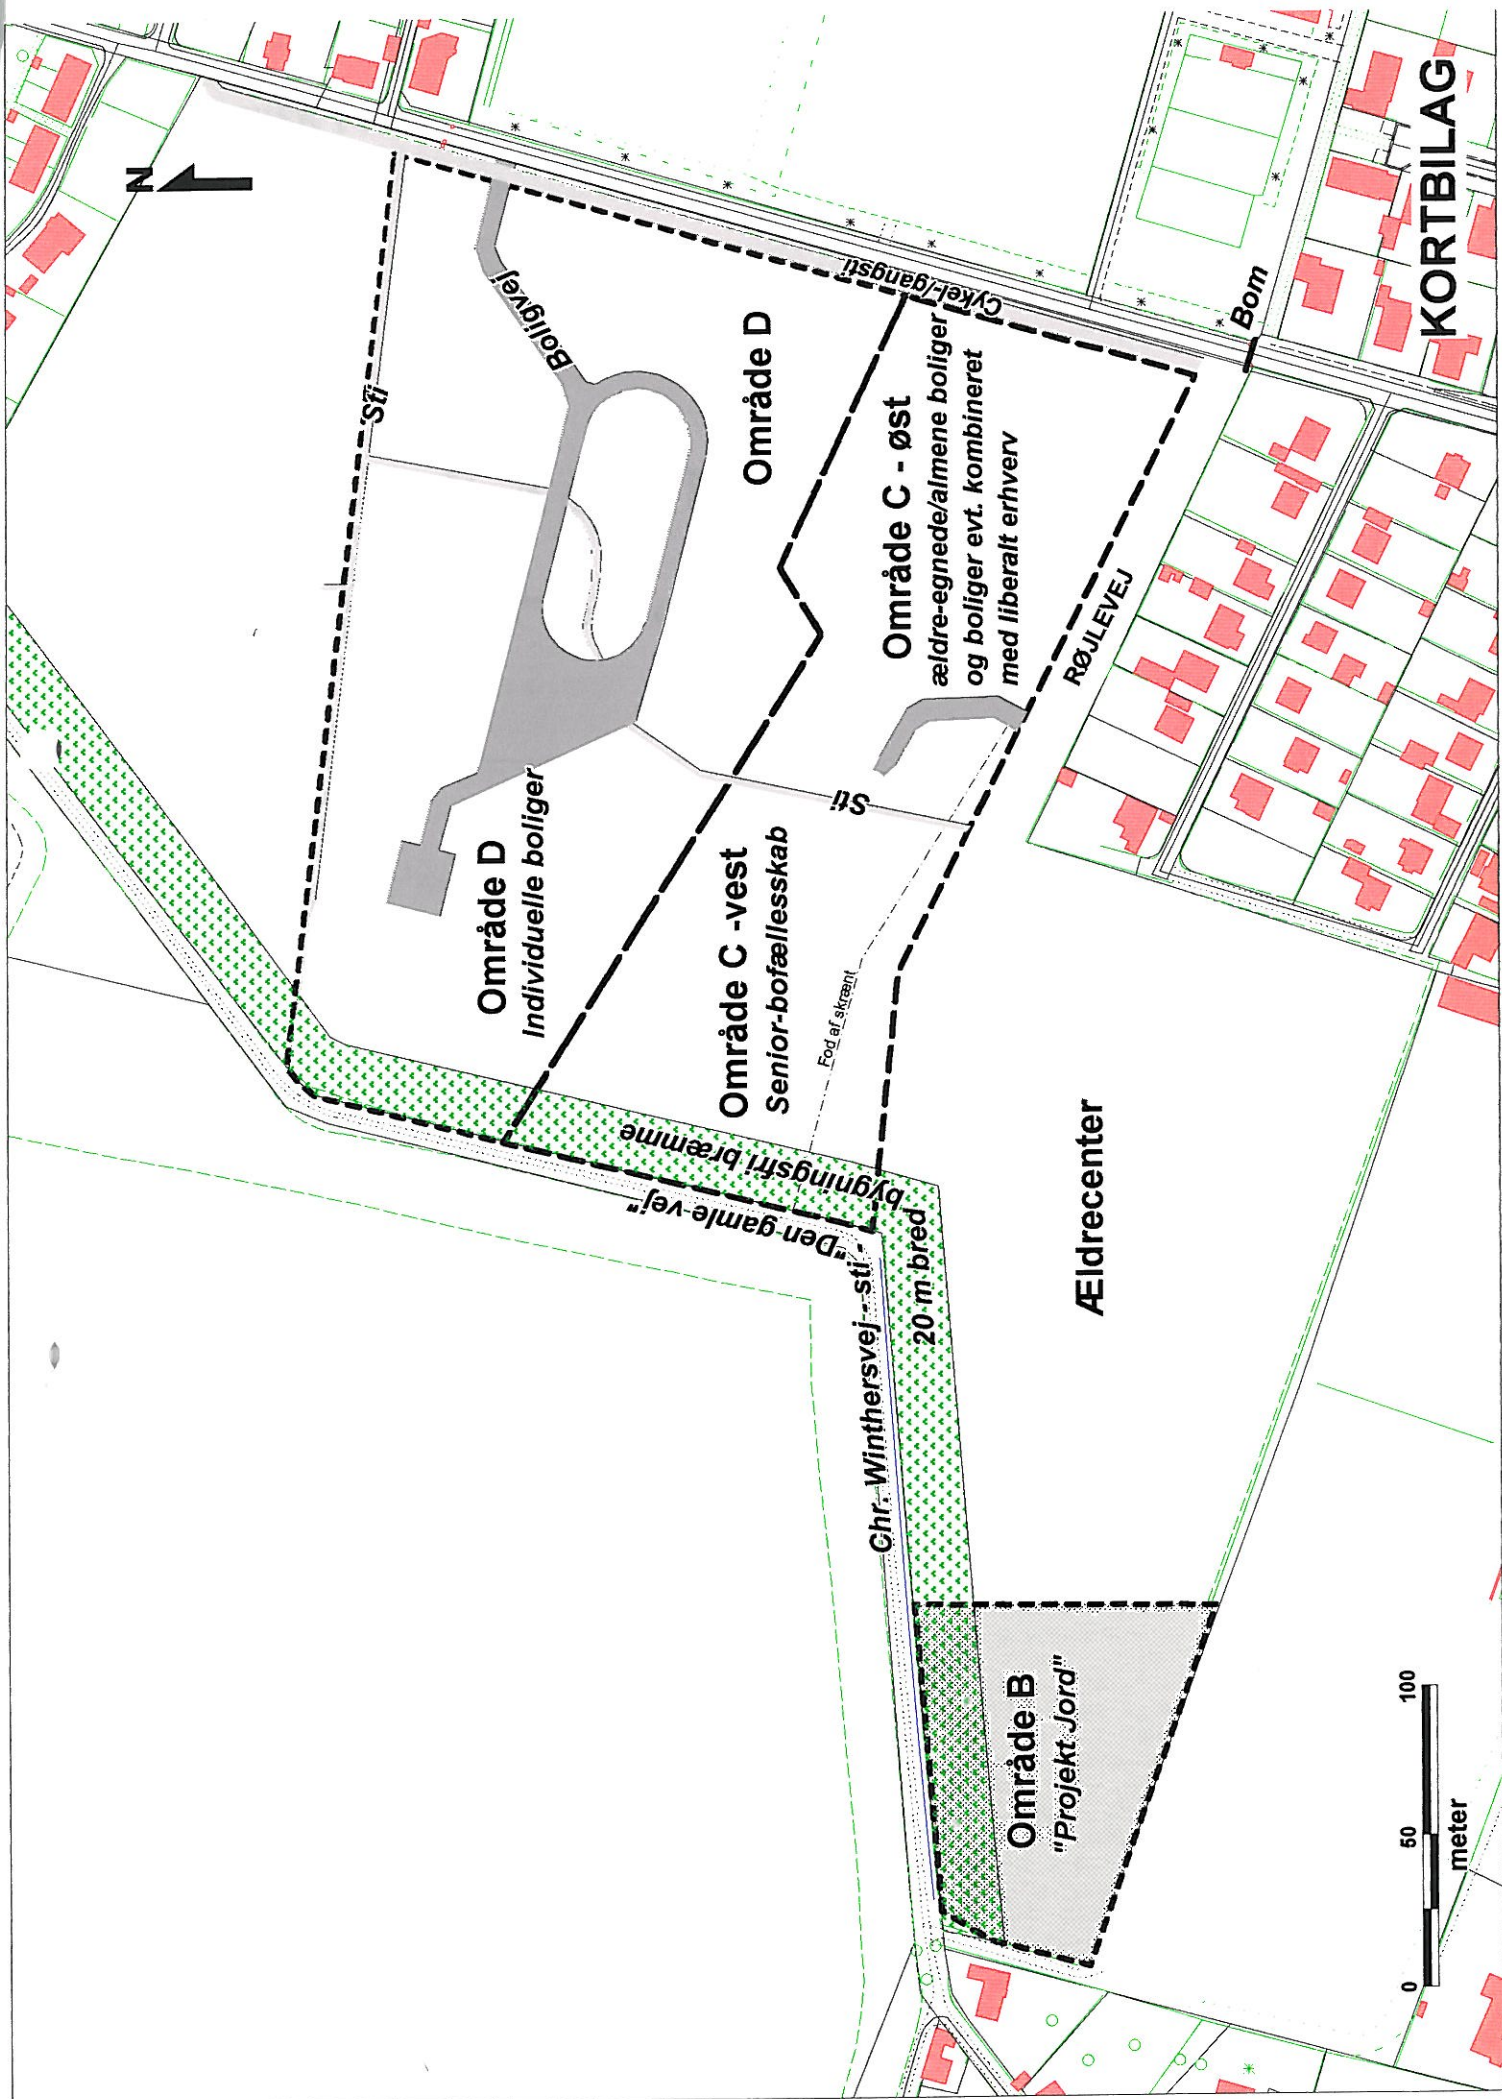 N
Sti
Boligvej
Område D
Individuelle boliger
Område D
Cykel-/gangsti
Område C - øst
ældre-egnede/almene boliger
og boliger evt. kombineret
med liberalt erhverv
Område C -vest
Senior-bofællesskab
Sti
Fod af skrænt
RØJLEVEJ
Bom
bygningsfri bræmme
"Den gamle vej"
20 m bred
Chr. Winthersvej - sti -
Ældrecenter
Område B
"Projekt Jord"
0 50 100
meter
KORTBILAG